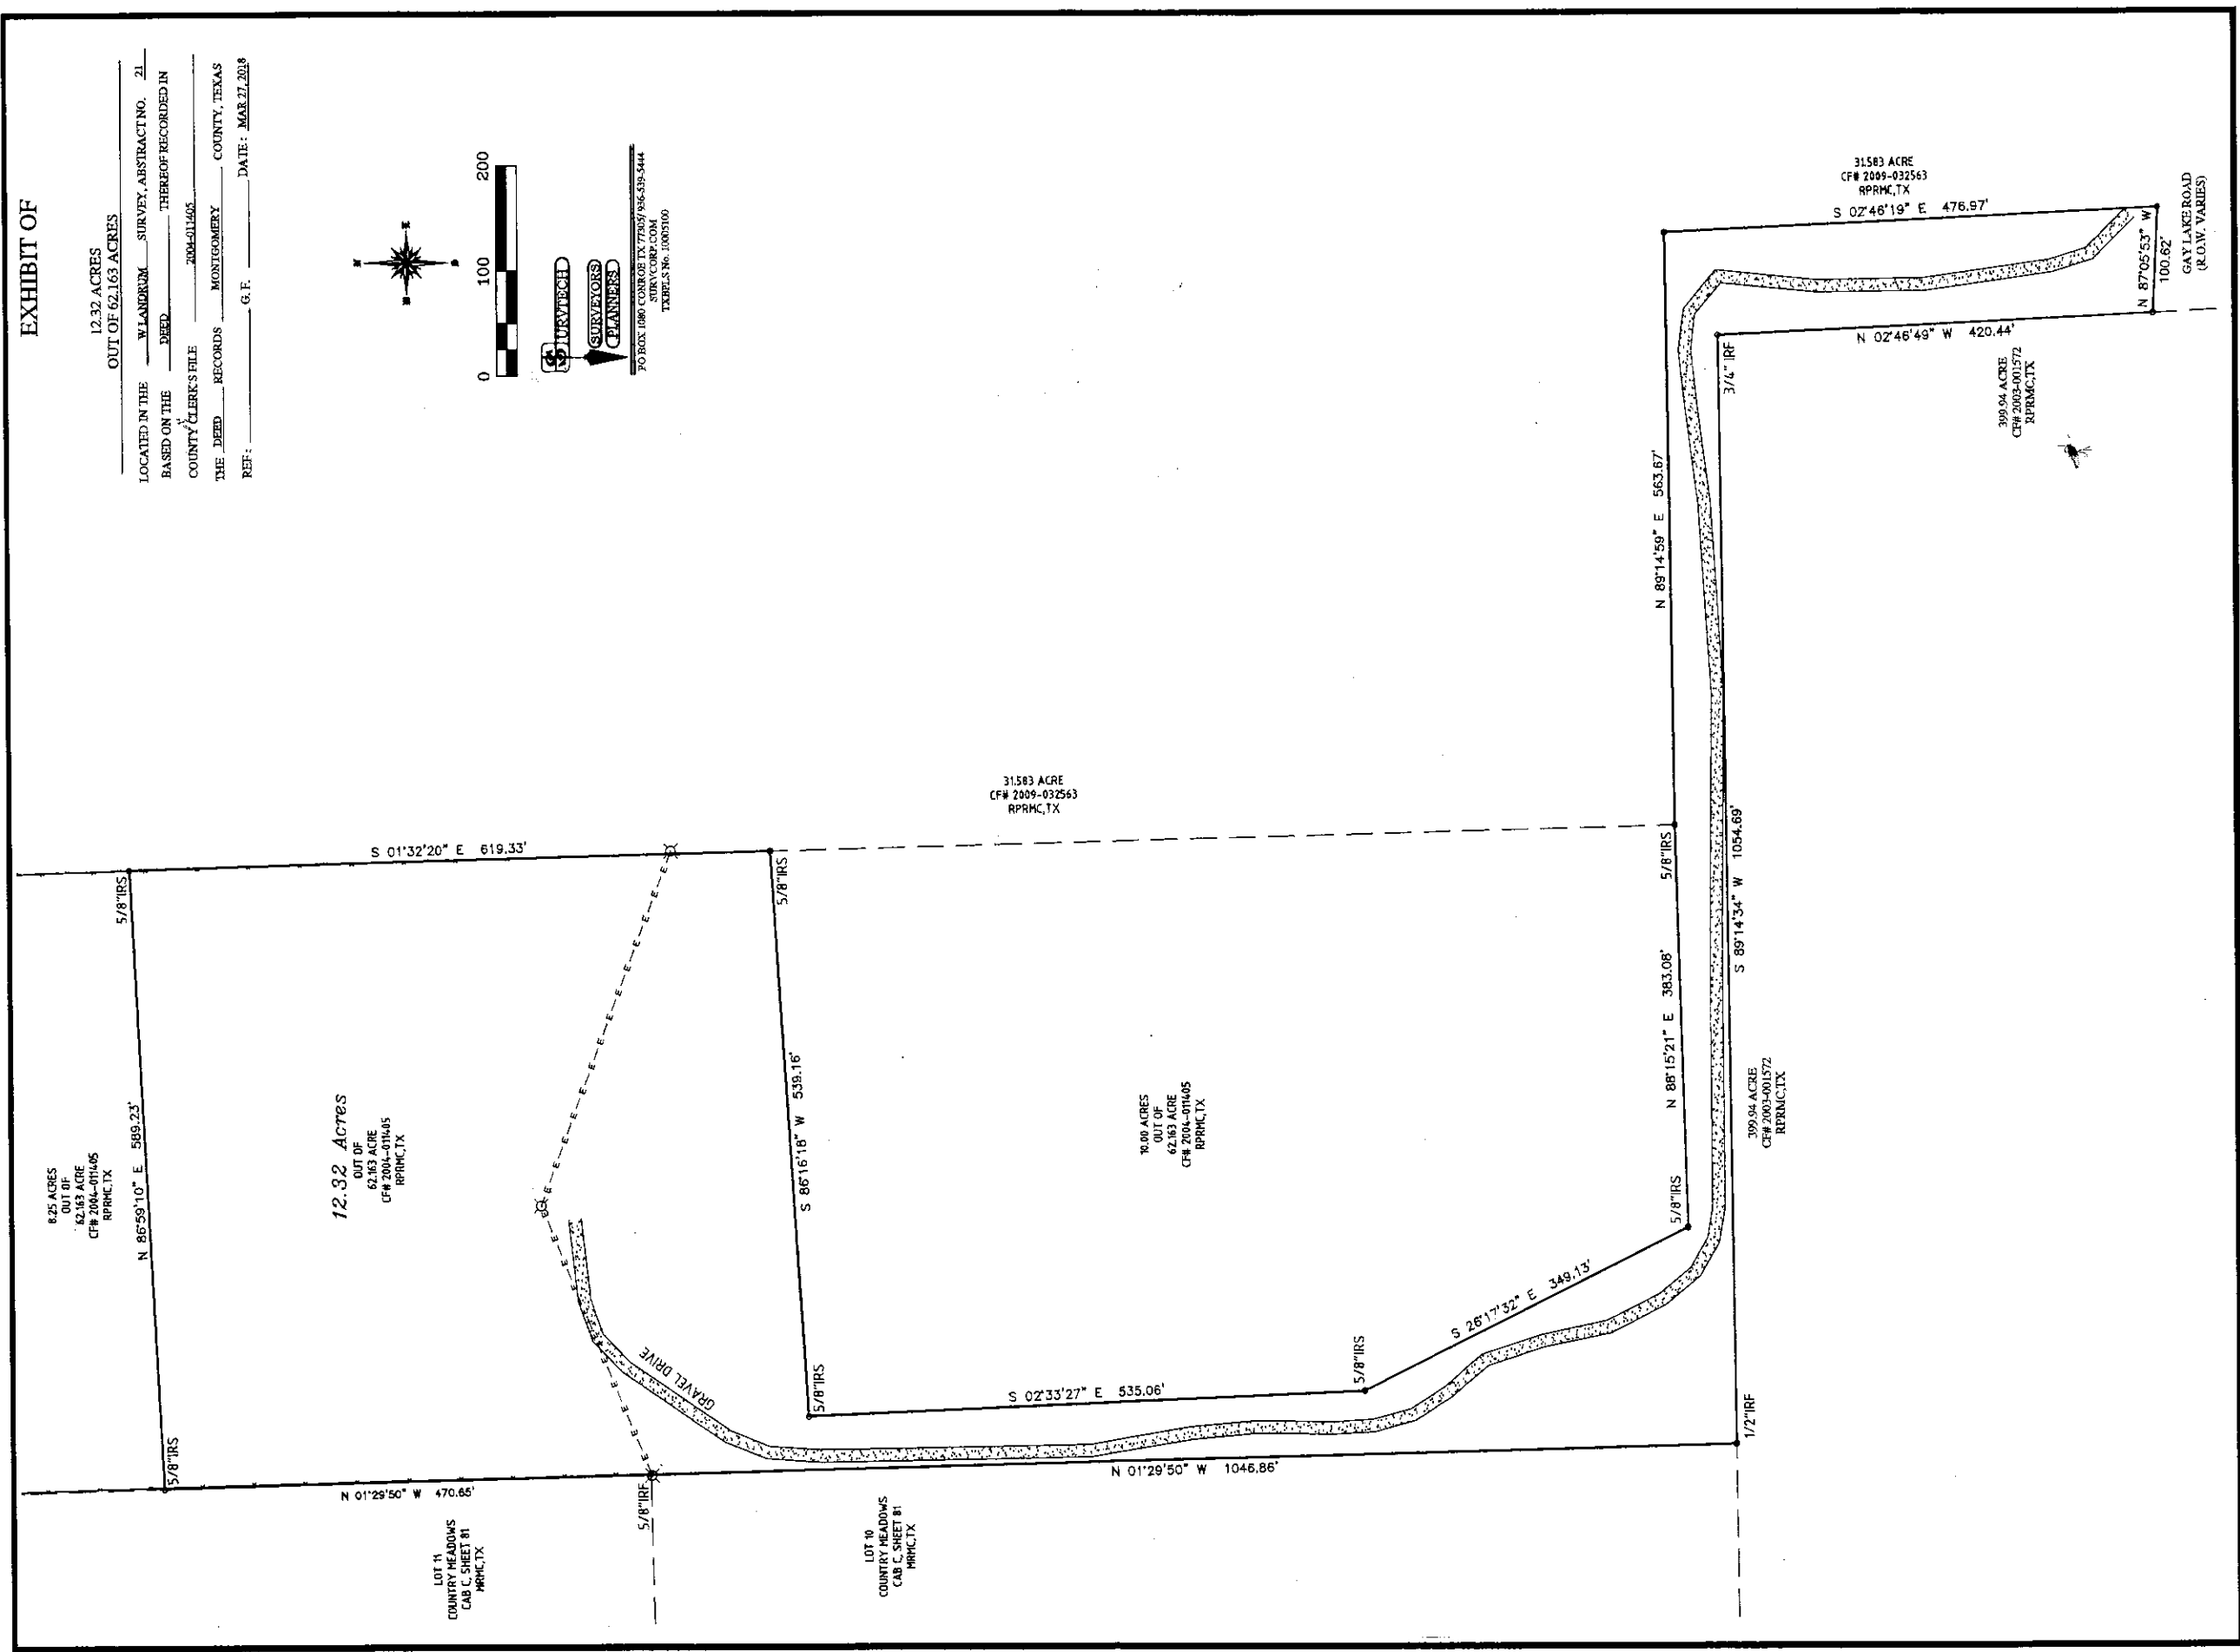 EXHIBIT OF
12.32 ACRES
OUT OF 62.163 ACRES
LOCATED IN THE W LANDRUM SURVEY, ABSTRACT NO. 21
BASED ON THE DEED THEREOF RECORDED IN
COUNTY CLERK'S FILE 2004-011405
THE DEED RECORDS MONTGOMERY COUNTY, TEXAS
REF: G.F. DATE: MAR 27, 2018
0 100 200
SURVTECH
SURVEYORS
PLANNERS
PO BOX 1080 CONROE TX 77305/936-539-5444
SURVCORP.COM
TXBPLS No. 10005100
8.25 ACRES
OUT OF
62.163 ACRE
CF# 2004-011405
RPRMC,TX
N 86°59'10" E 589.23'
5/8"IRS
5/8"IRS
S 01°32'20" E 619.33'
12.32 Acres
OUT OF
62.163 ACRE
CF# 2004-011405
RPRMC,TX
N 01°29'50" W 470.65'
LOT 11
COUNTRY MEADOWS
CAB C, SHEET 81
MRMC,TX
5/8"IRF
GRAVEL DRIVE
5/8"IRS
S 86°16'18" W 539.16'
5/8"IRS
LOT 10
COUNTRY MEADOWS
CAB C, SHEET 81
MRMC,TX
31.583 ACRE
CF# 2009-032563
RPRMC,TX
S 02°33'27" E 535.06'
10.00 ACRES
OUT OF
62.163 ACRE
CF# 2004-011405
RPRMC,TX
N 01°29'50" W 1046.86'
5/8"IRS
S 26°17'32" E 349.13'
5/8"IRS
N 88°15'21" E 383.08'
5/8"IRS
N 89°14'59" E 563.67'
1/2"IRF
S 89°14'34" W 1054.69'
399.94 ACRE
CF# 2003-001572
RPRMC,TX
3/4" IRF
31.583 ACRE
CF# 2009-032563
RPRMC,TX
S 02°46'19" E 476.97'
N 02°46'49" W 420.44'
399.94 ACRE
CF# 2003-001572
RPRMC,TX
N 87°05'53" W
100.62'
GAY LAKE ROAD
(R.O.W. VARIES)